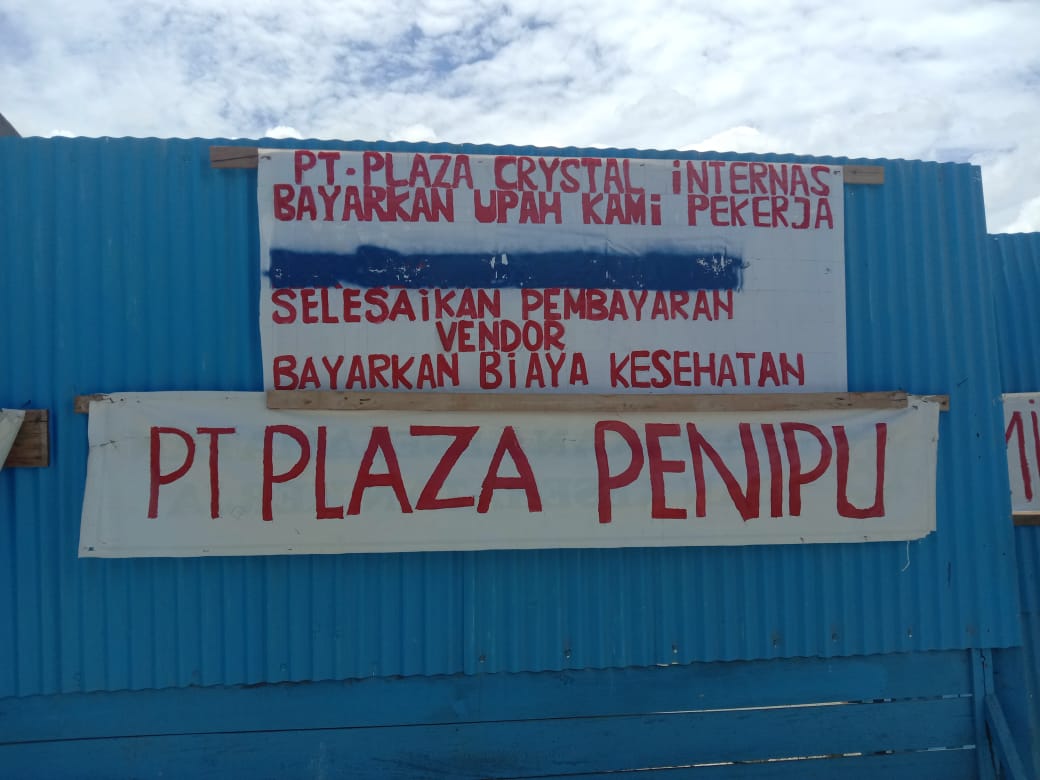 PT. PLAZA CRYSTAL iNTERNAS
BAYARKAN UPAH KAMi PEKERJA
SELESAiKAN PEMBAYARAN
VENDOR
BAYARKAN BiAYA KESEHATAN
PT PLAZA PENIPU